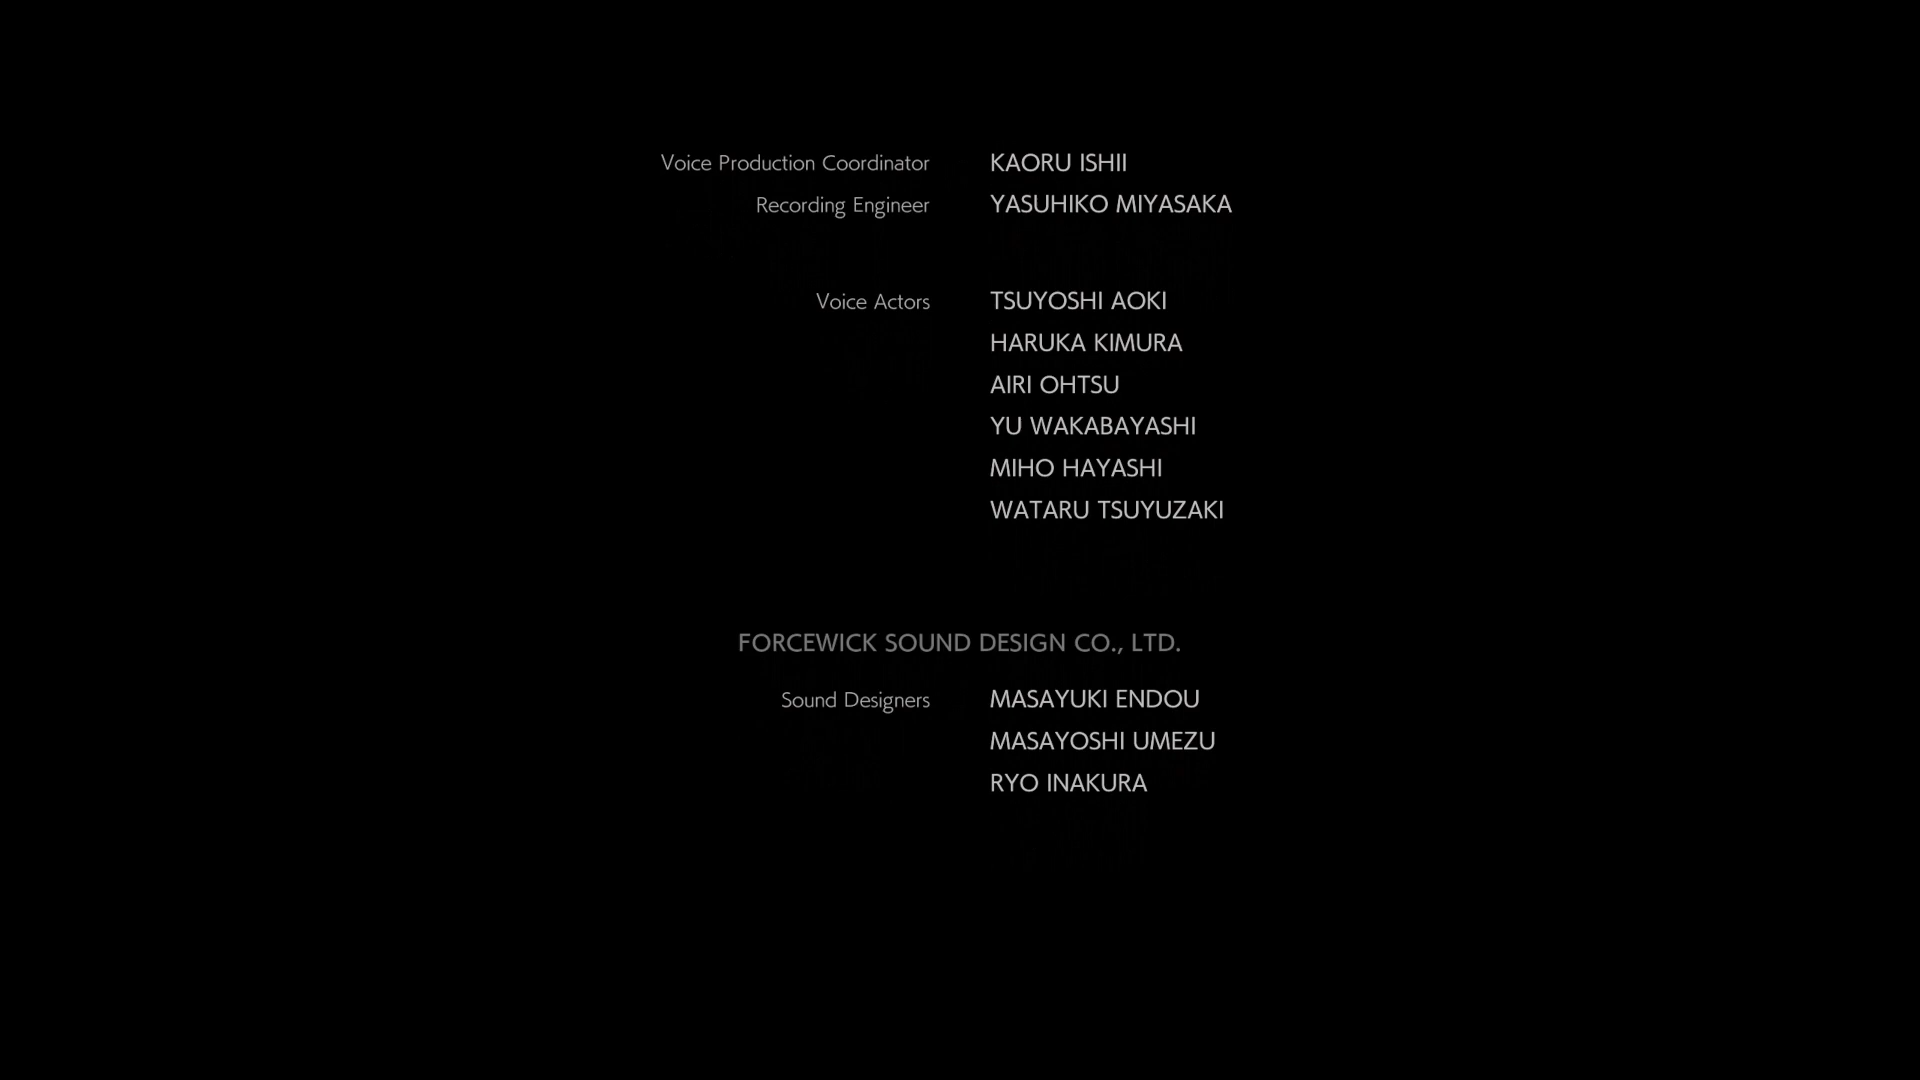 Voice Production Coordinator KAORU ISHII
Recording Engineer YASUHIKO MIYASAKA
Voice Actors TSUYOSHI AOKI
HARUKA KIMURA
AIRI OHTSU
YU WAKABAYASHI
MIHO HAYASHI
WATARU TSUYUZAKI
FORCEWICK SOUND DESIGN CO., LTD.
Sound Designers MASAYUKI ENDOU
MASAYOSHI UMEZU
RYO INAKURA